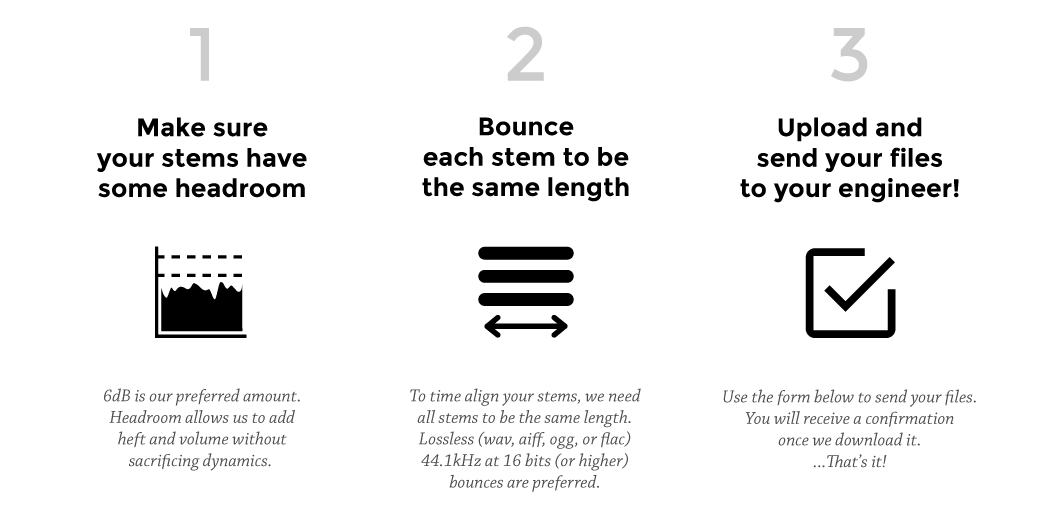 1
Make sure
your stems have
some headroom
6dB is our preferred amount.
Headroom allows us to add
heft and volume without
sacrificing dynamics.
2
Bounce
each stem to be
the same length
To time align your stems, we need
all stems to be the same length.
Lossless (wav, aiff, ogg, or flac)
44.1kHz at 16 bits (or higher)
bounces are preferred.
3
Upload and
send your files
to your engineer!
Use the form below to send your files.
You will receive a confirmation
once we download it.
...That's it!